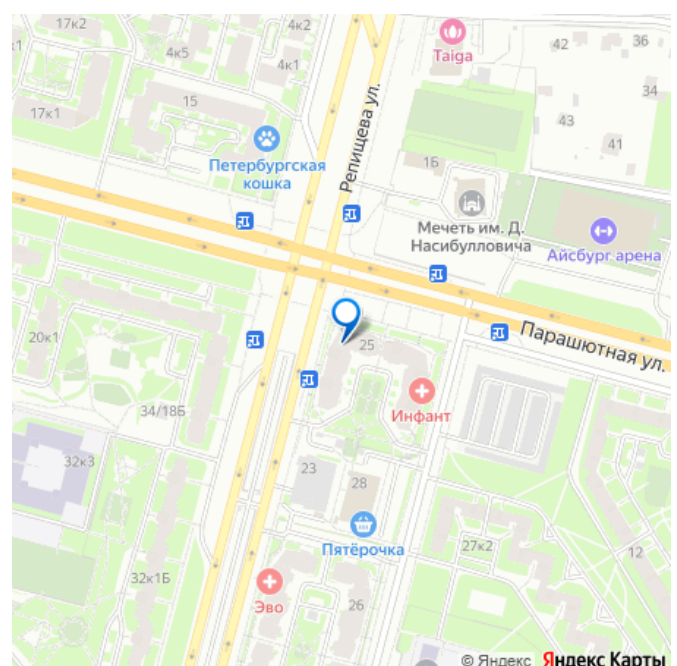 17к2
4к2
4к5
4к1
Taiga
42
36
34
17к1
15
43
41
Репищева ул.
Петербургская
кошка
1Б
Мечеть им. Д.
Насибулловича
Айсбург арена
20к1
25
Парашютная ул.
34/18Б
Инфант
32к3
23
28
Пятёрочка
27к2
12
32к1Б
Эво
26
© Яндекс Яндекс Карты